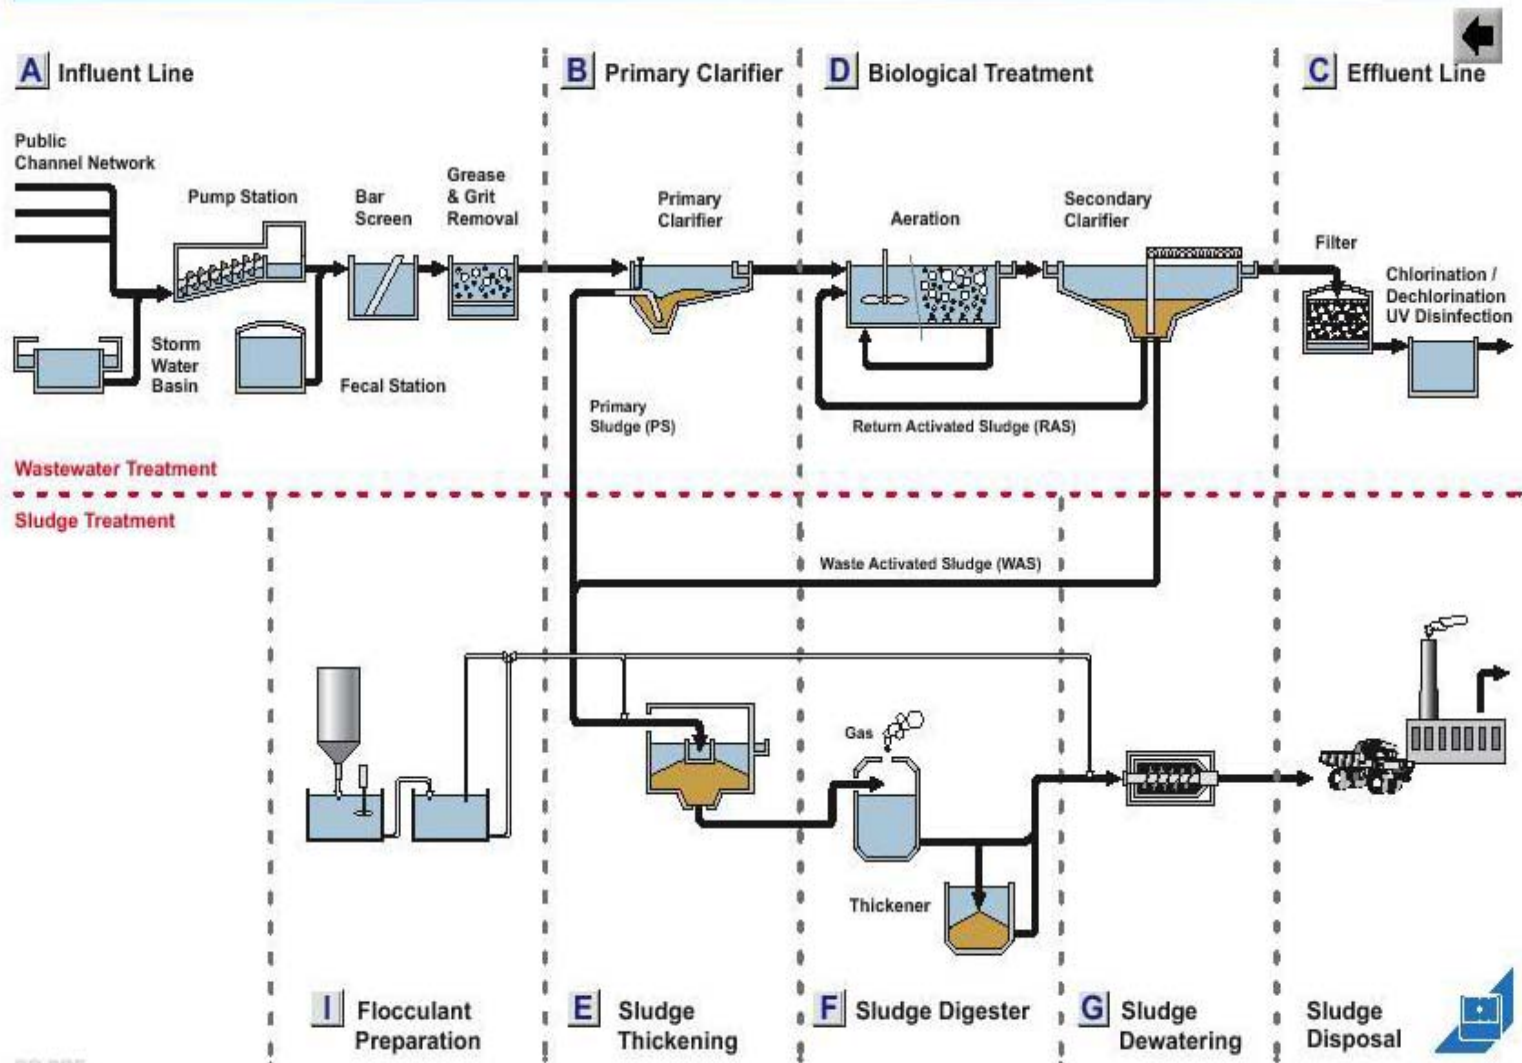 A Influent Line
B Primary Clarifier
D Biological Treatment
C Effluent Line
Public
Channel Network
Pump Station
Bar
Screen
Grease
& Grit
Removal
Primary
Clarifier
Aeration
Secondary
Clarifier
Filter
Chlorination /
Dechlorination
UV Disinfection
Storm
Water
Basin
Fecal Station
Primary
Sludge (PS)
Return Activated Sludge (RAS)
Wastewater Treatment
Sludge Treatment
Waste Activated Sludge (WAS)
Gas
Thickener
I Flocculant
Preparation
E Sludge
Thickening
F Sludge Digester
G Sludge
Dewatering
Sludge
Disposal